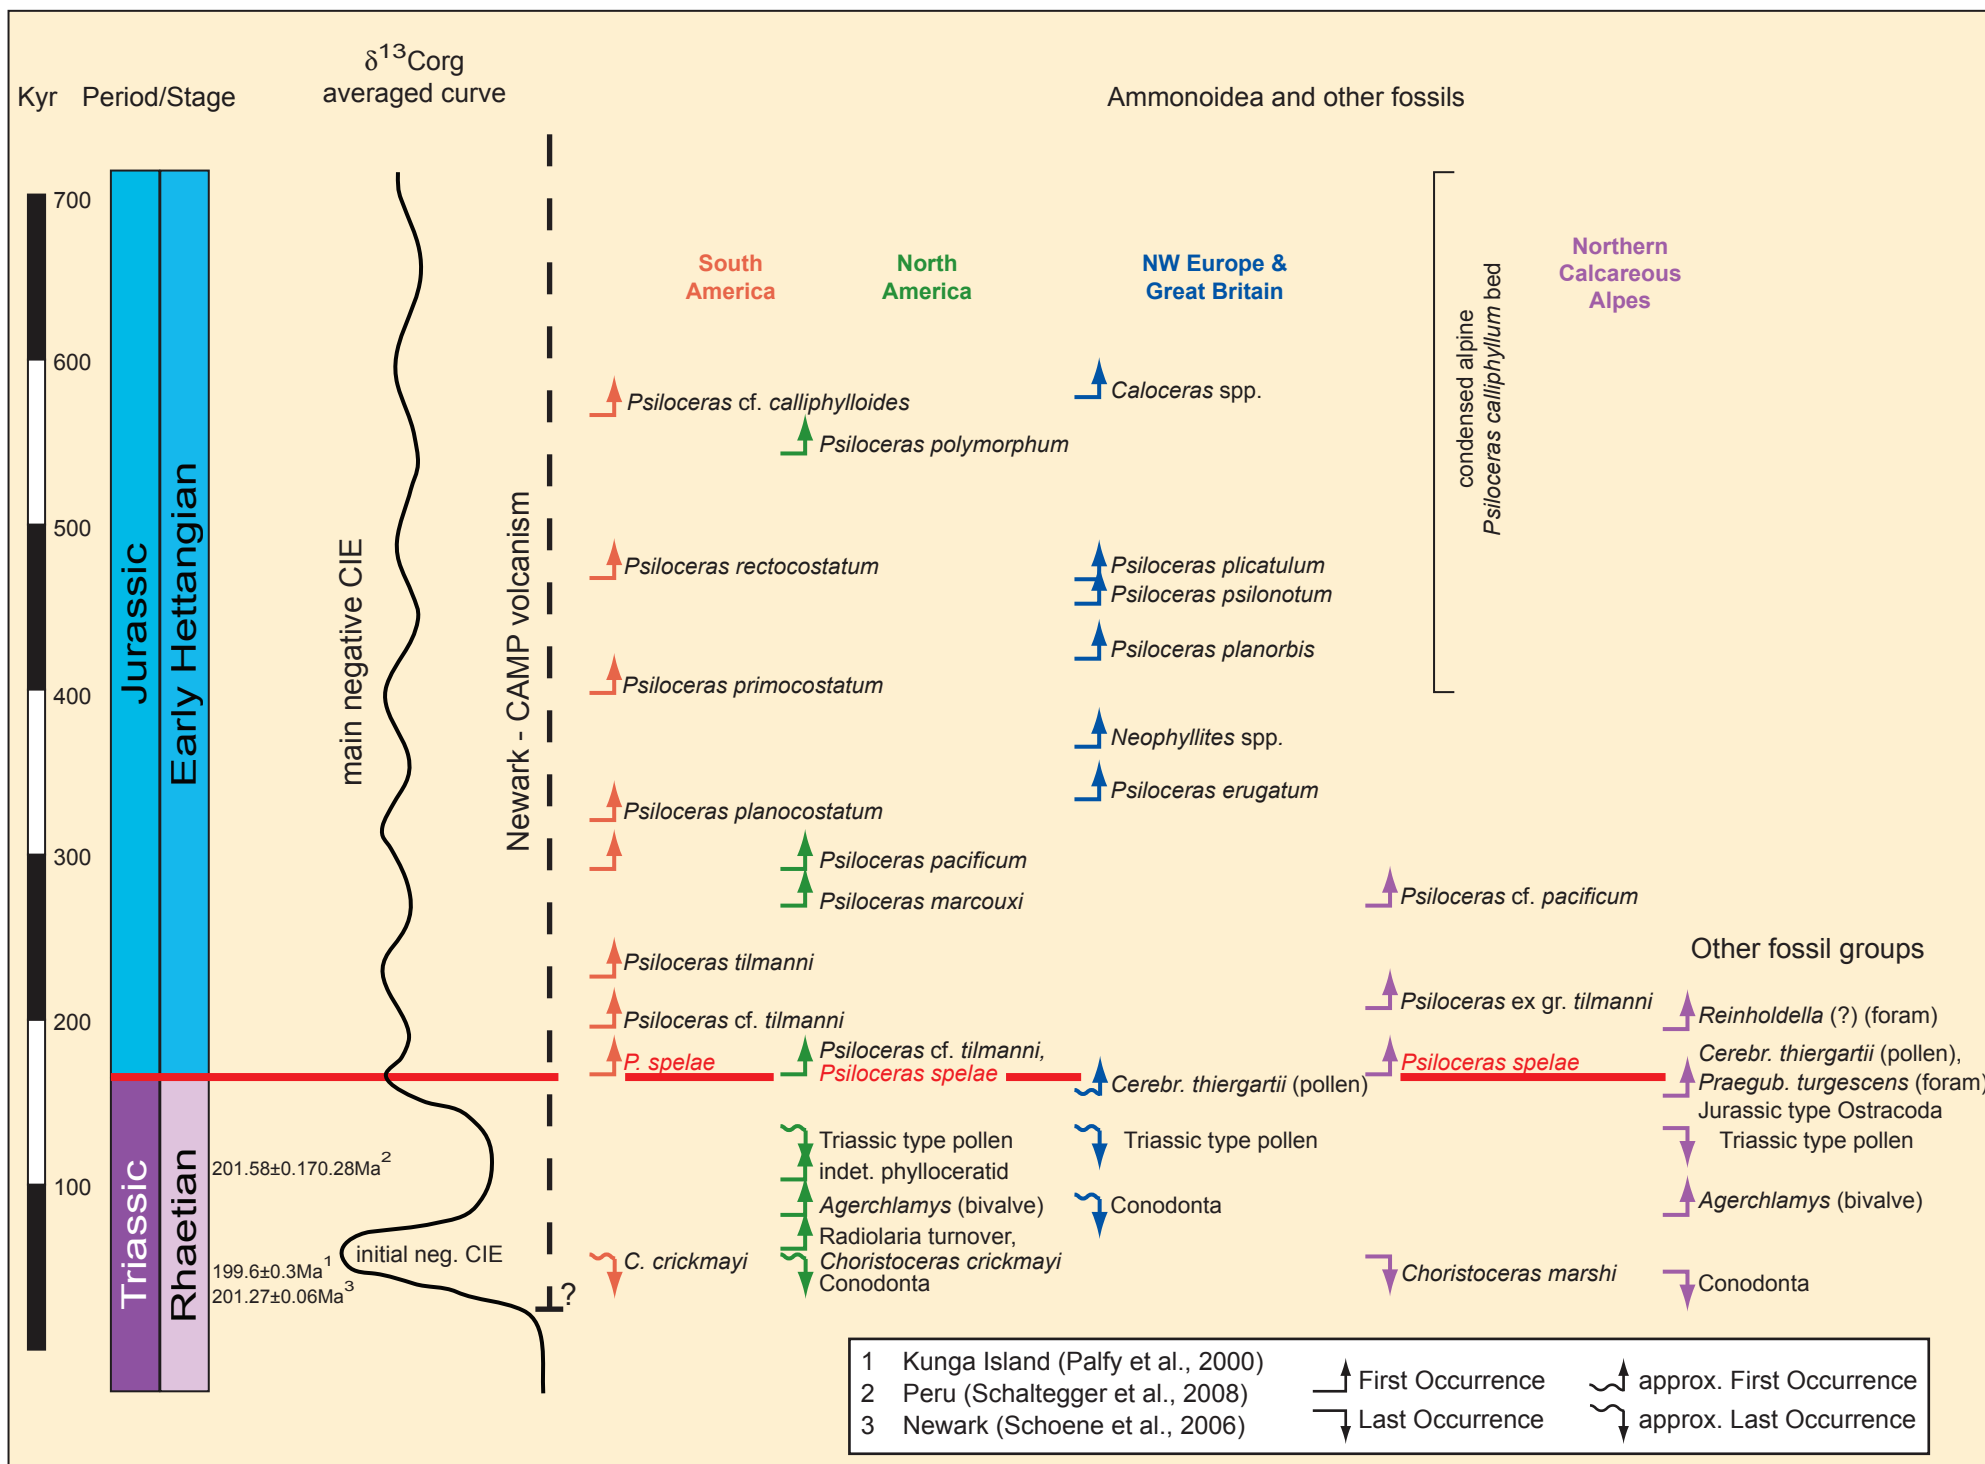 δ13Corg
averaged curve
Kyr
Period/Stage
Ammonoidea and other fossils
700
600
500
400
300
200
100
Jurassic
Early Hettangian
Triassic
Rhaetian
main negative CIE
Newark - CAMP volcanism
initial neg. CIE
201.58±0.170.28Ma2
199.6±0.3Ma1
201.27±0.06Ma3
?
South
America
Psiloceras cf. calliphylloides
Psiloceras rectocostatum
Psiloceras primocostatum
Psiloceras planocostatum
Psiloceras tilmanni
Psiloceras cf. tilmanni
P. spelae
C. crickmayi
North
America
Psiloceras polymorphum
Psiloceras pacificum
Psiloceras marcouxi
Psiloceras cf. tilmanni,
Psiloceras spelae
Triassic type pollen
indet. phylloceratid
Agerchlamys (bivalve)
Radiolaria turnover,
Choristoceras crickmayi
Conodonta
NW Europe &
Great Britain
Caloceras spp.
Psiloceras plicatulum
Psiloceras psilonotum
Psiloceras planorbis
Neophyllites spp.
Psiloceras erugatum
Cerebr. thiergartii (pollen)
Triassic type pollen
Conodonta
condensed alpine
Psiloceras calliphyllum bed
Northern
Calcareous
Alpes
Psiloceras cf. pacificum
Psiloceras ex gr. tilmanni
Psiloceras spelae
Choristoceras marshi
Other fossil groups
Reinholdella (?) (foram)
Cerebr. thiergartii (pollen),
Praegub. turgescens (foram)
Jurassic type Ostracoda
Triassic type pollen
Agerchlamys (bivalve)
Conodonta
1 Kunga Island (Palfy et al., 2000)
2 Peru (Schaltegger et al., 2008)
3 Newark (Schoene et al., 2006)
First Occurrence
Last Occurrence
approx. First Occurrence
approx. Last Occurrence